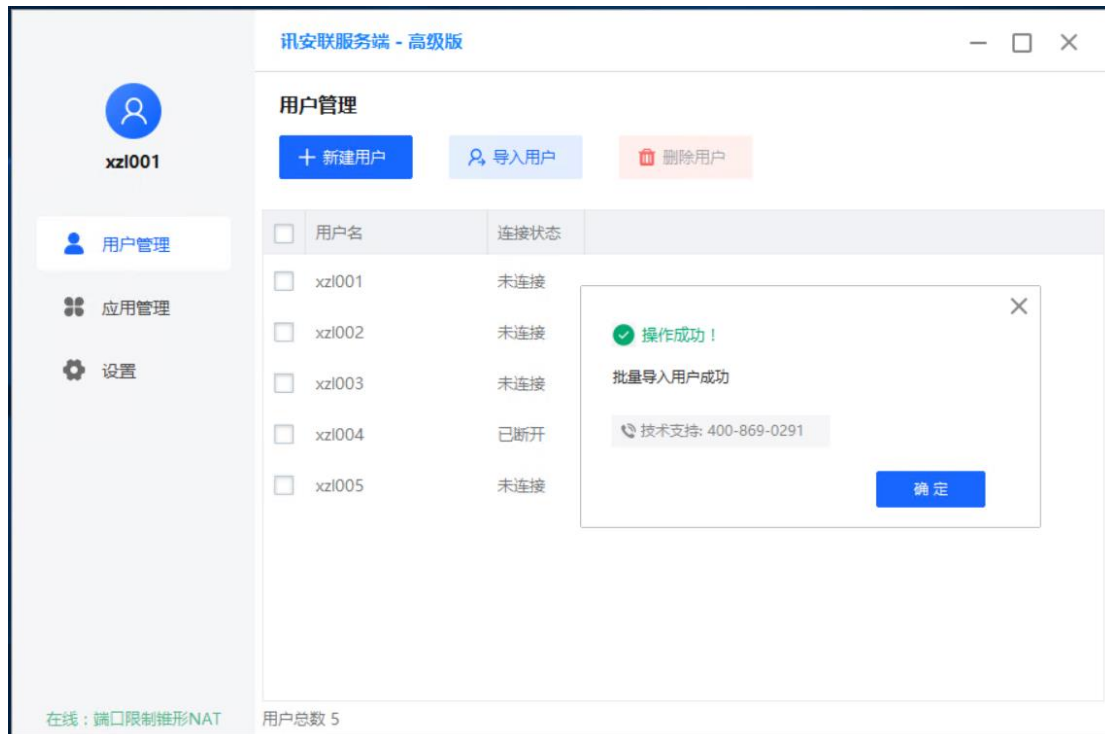 讯安联服务端 - 高级版
xzl001
用户管理
应用管理
设置
在线：端口限制锥形NAT
用户管理
新建用户
导入用户
删除用户
用户名 连接状态
xzl001 未连接
xzl002 未连接
xzl003 未连接
xzl004 已断开
xzl005 未连接
操作成功！
批量导入用户成功
技术支持: 400-869-0291
确定
用户总数 5